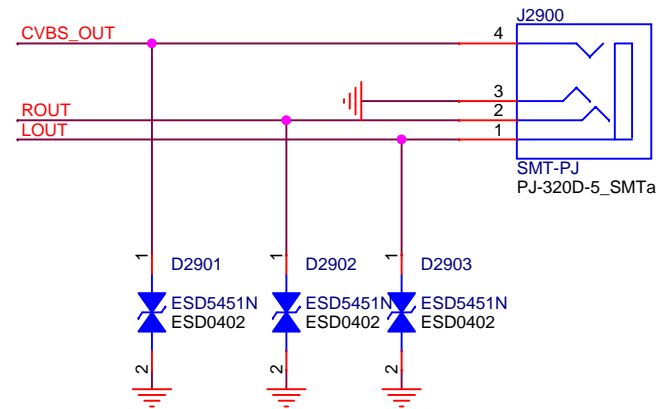 J2900
CVBS_OUT
4
3
ROUT
2
LOUT
1
SMT-PJ
PJ-320D-5_SMTa
1
D2901
1
D2902
1
D2903
ESD5451N
ESD5451N
ESD5451N
ESD0402
ESD0402
ESD0402
2
2
2